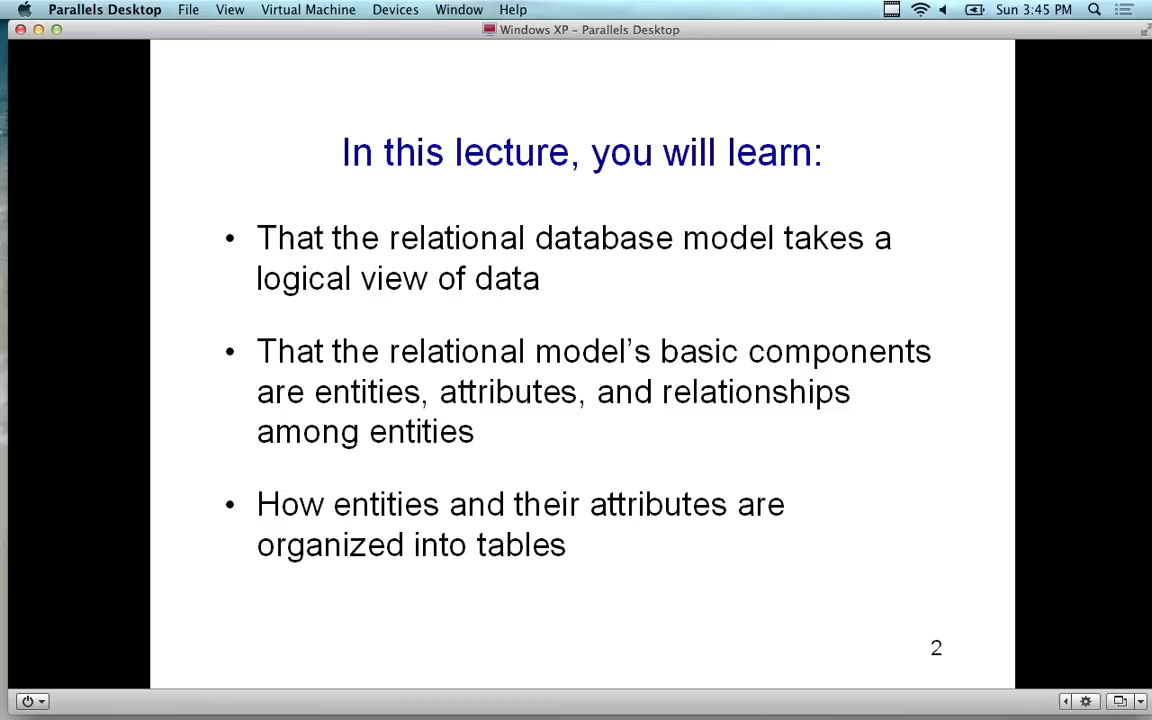 Parallels Desktop File View Virtual Machine Devices Window Help Sun 3:45 PM
Windows XP - Parallels Desktop
In this lecture, you will learn:
• That the relational database model takes a
logical view of data
• That the relational model’s basic components
are entities, attributes, and relationships
among entities
• How entities and their attributes are
organized into tables
2